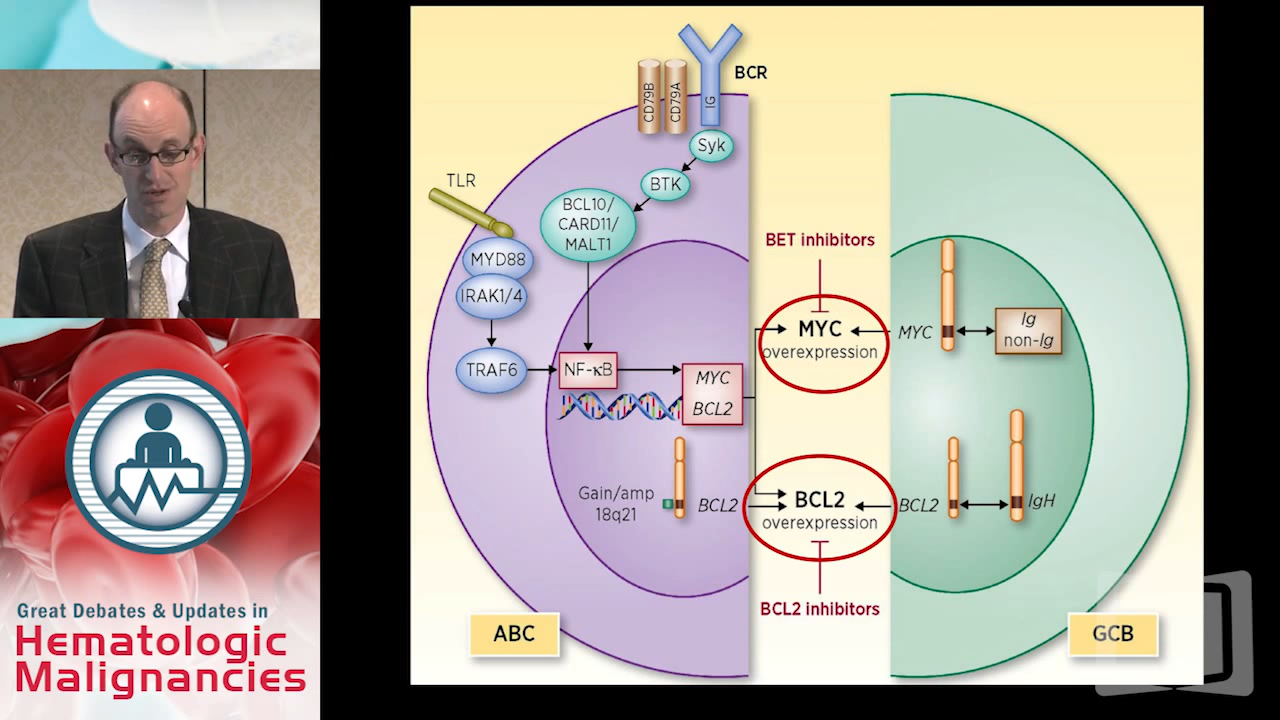 BCR
CD79B
CD79A
IG
Syk
BTK
TLR
BCL10/
CARD11/
MALT1
MYD88
IRAK1/4
TRAF6
NF-κB
MYC
BCL2
Gain/amp
18q21
BCL2
BET inhibitors
MYC
overexpression
BCL2
overexpression
BCL2 inhibitors
MYC
Ig
non-Ig
BCL2
IgH
ABC
GCB
Great Debates & Updates in
Hematologic
Malignancies